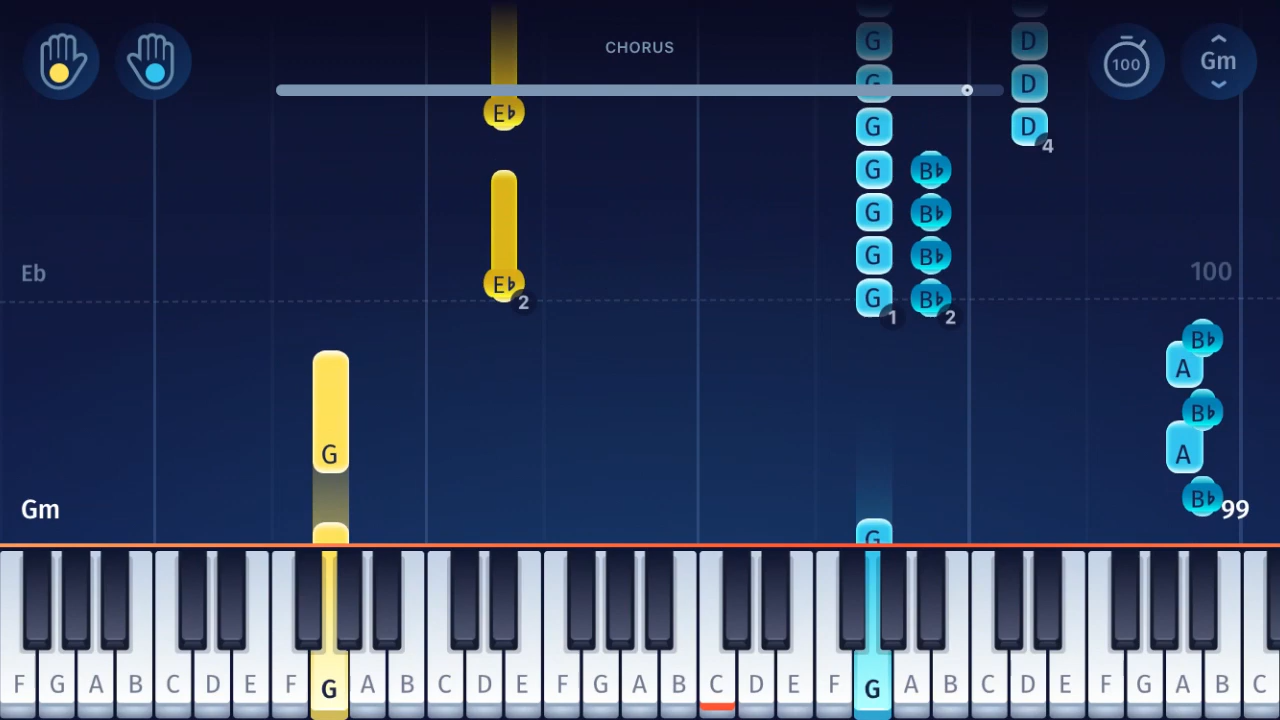 G D
CHORUS
G D
100
Gm
E♭
G D
4
G B♭
G B♭
G B♭
Eb
100
E♭ 2
G 1 B♭ 2
B♭
A
B♭
G
A
B♭
Gm
99
G
F G A B C D E F G A B C D E F G A B C D E F G A B C D E F G A B C